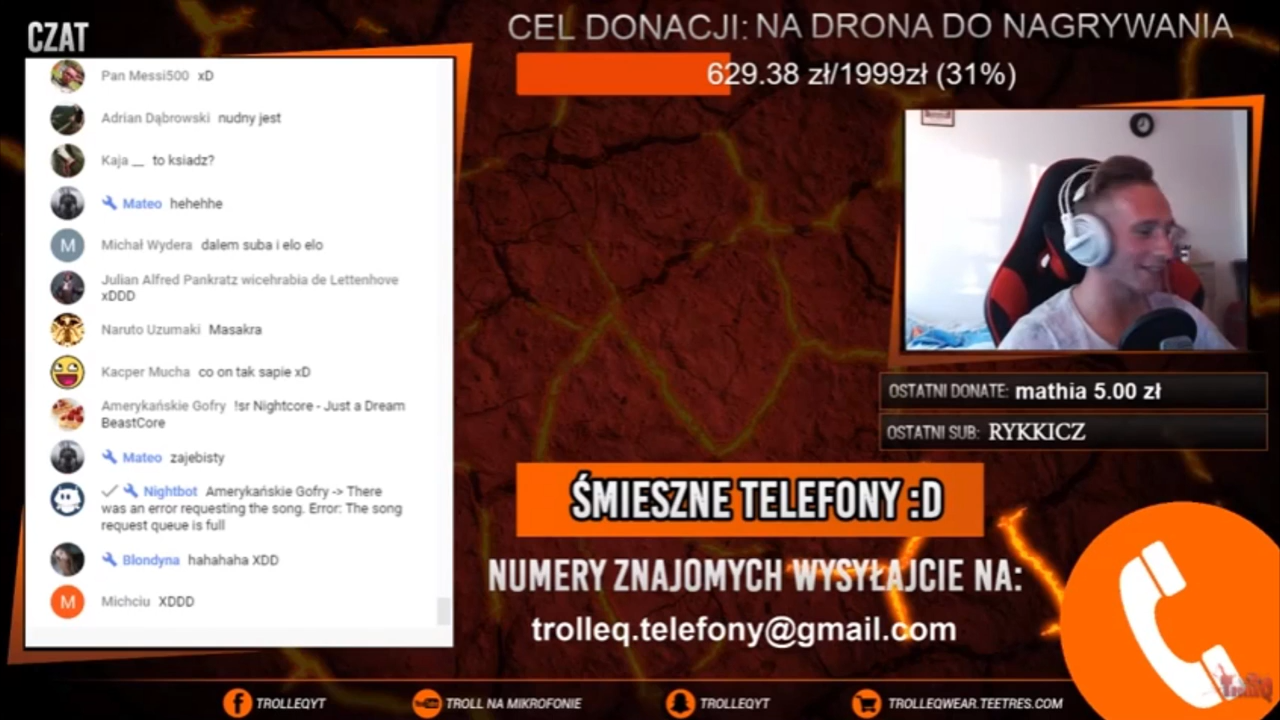 CZAT
Pan Messi500 xD
Adrian Dąbrowski nudny jest
Kaja __ to ksiadz?
Mateo hehehhe
M Michał Wydera dalem suba i elo elo
Julian Alfred Pankratz wicehrabia de Lettenhove
xDDD
Naruto Uzumaki Masakra
Kacper Mucha co on tak sapie xD
Amerykańskie Gofry !sr Nightcore - Just a Dream
BeastCore
Mateo zajebisty
Nightbot Amerykańskie Gofry -> There
was an error requesting the song. Error: The song
request queue is full
Blondyna hahahaha XDD
M Michciu XDDD
CEL DONACJI: NA DRONA DO NAGRYWANIA
629.38 zł/1999zł (31%)
OSTATNI DONATE: mathia 5.00 zł
OSTATNI SUB: RYKKICZ
ŚMIESZNE TELEFONY :D
NUMERY ZNAJOMYCH WYSYŁAJCIE NA:
trolleq.telefony@gmail.com
TROLLEQYT
TROLL NA MIKROFONIE
TROLLEQYT
TROLLEQWEAR.TEETRES.COM